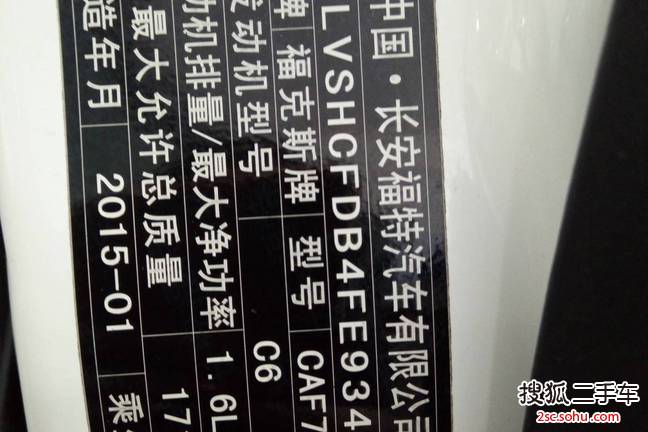 中国·长安福特汽车有限公司
LVSHCFDB4FE934
牌 福克斯牌 型号 CAF7
发动机型号 C6
动机排量/最大净功率 1.6L
最大允许总质量 17
造年月 2015-01 乘
搜狐二手车
2sc.sohu.com